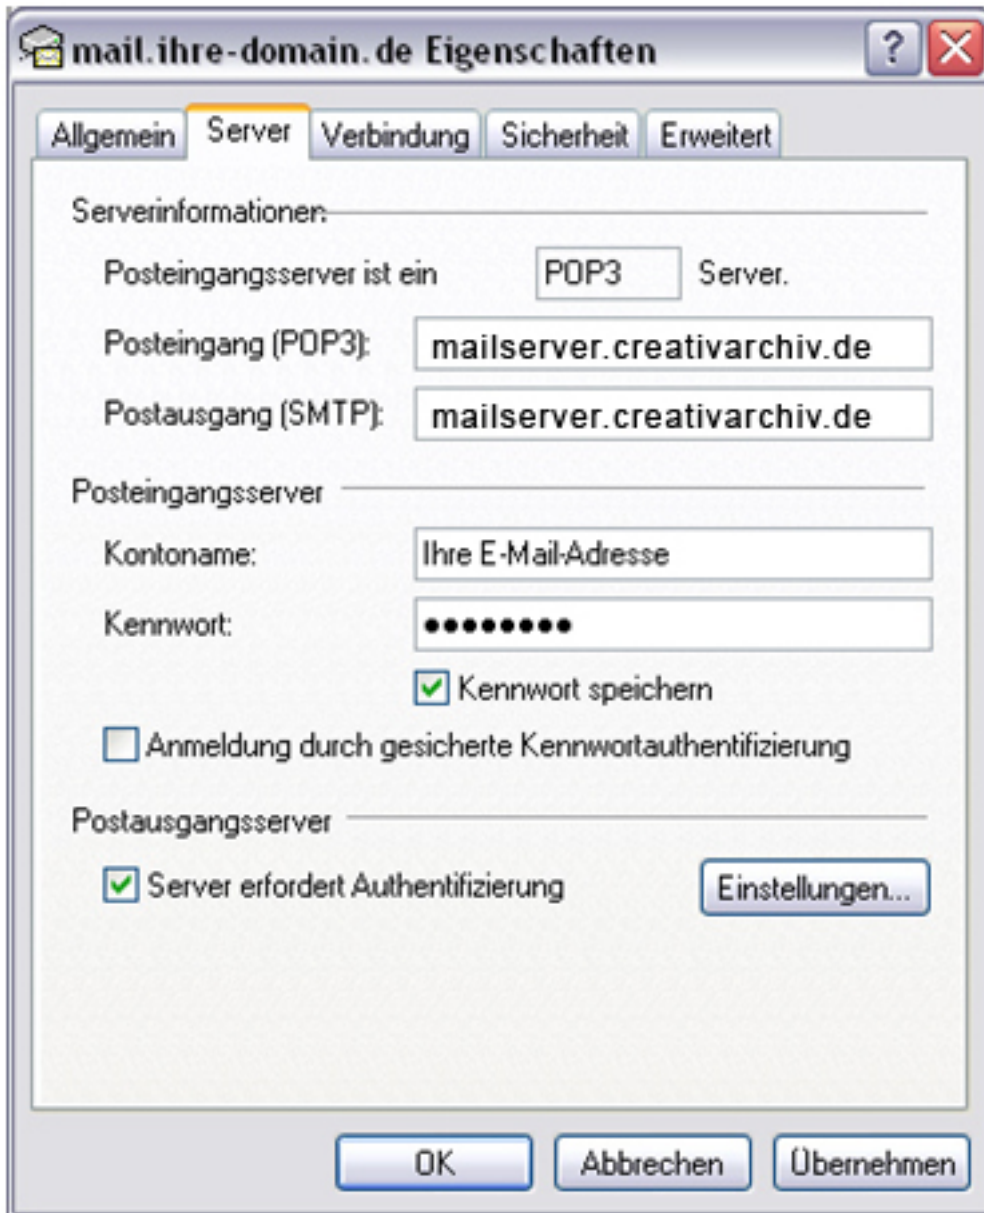 mail.ihre-domain.de Eigenschaften
?
Allgemein Server Verbindung Sicherheit Erweitert
Serverinformationen:
Posteingangsserver ist ein POP3 Server.
Posteingang (POP3): mailserver.creativarchiv.de
Postausgang (SMTP): mailserver.creativarchiv.de
Posteingangsserver
Kontoname: Ihre E-Mail-Adresse
Kennwort: ●●●●●●●●
Kennwort speichern
Anmeldung durch gesicherte Kennwortauthentifizierung
Postausgangsserver
Server erfordert Authentifizierung Einstellungen...
OK Abbrechen Übernehmen